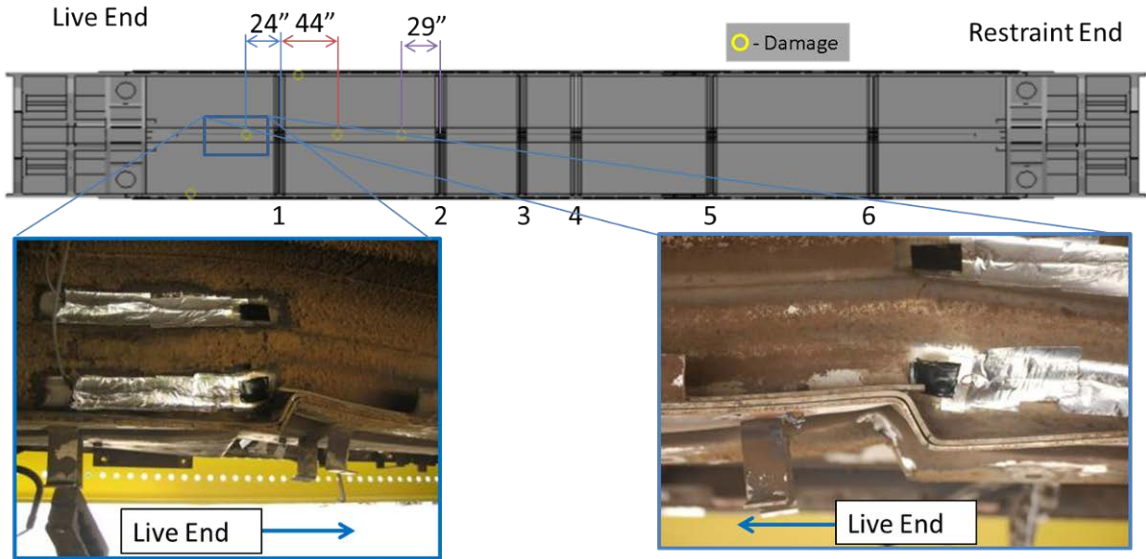 Live End
24”
44”
29”
- Damage
Restraint End
1
2
3
4
5
6
Live End
Live End